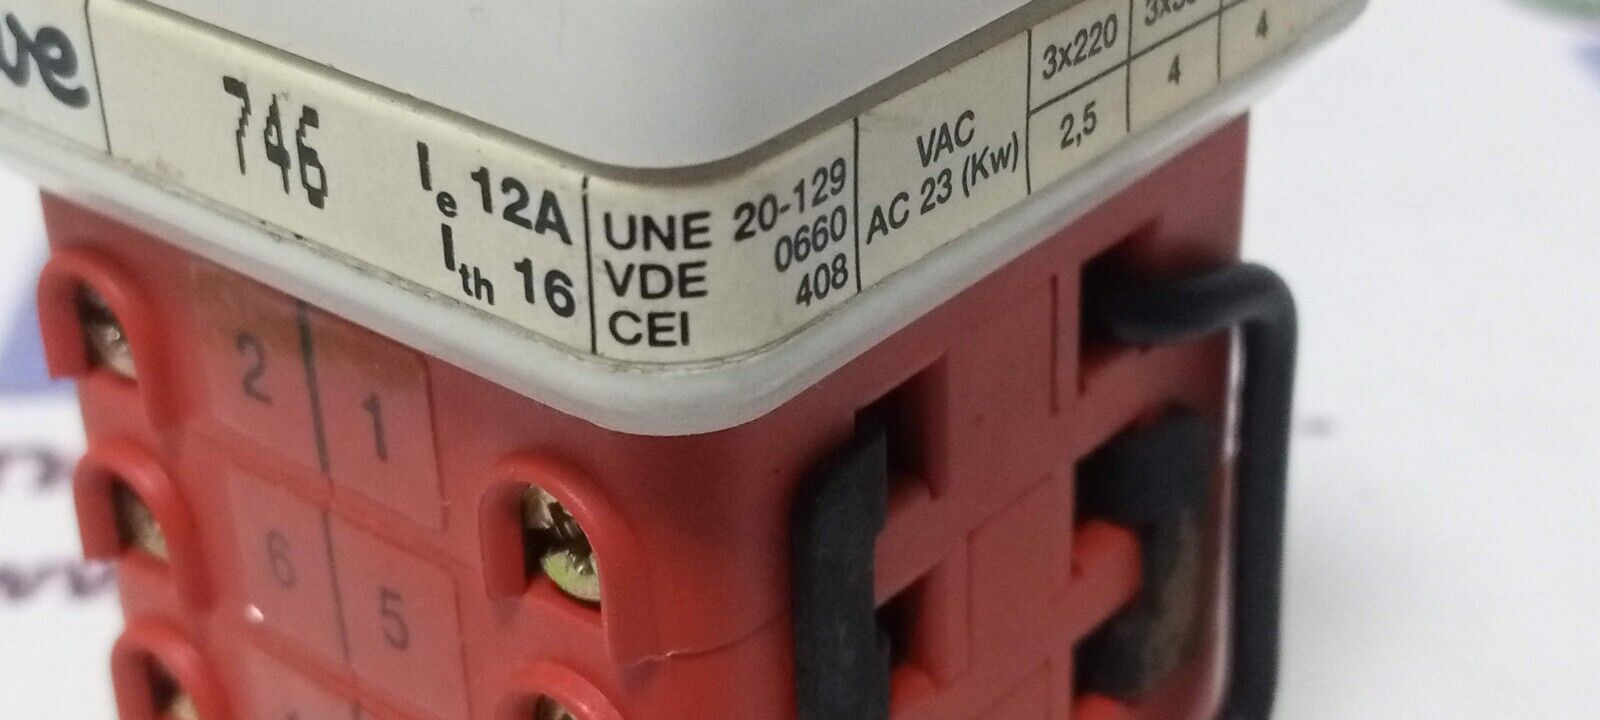 ve
746
Ie 12A
Ith 16
UNE 20-129
VDE 0660
CEI 408
VAC
AC 23 (Kw)
3x220
2,5 4 4
2 1
6 5